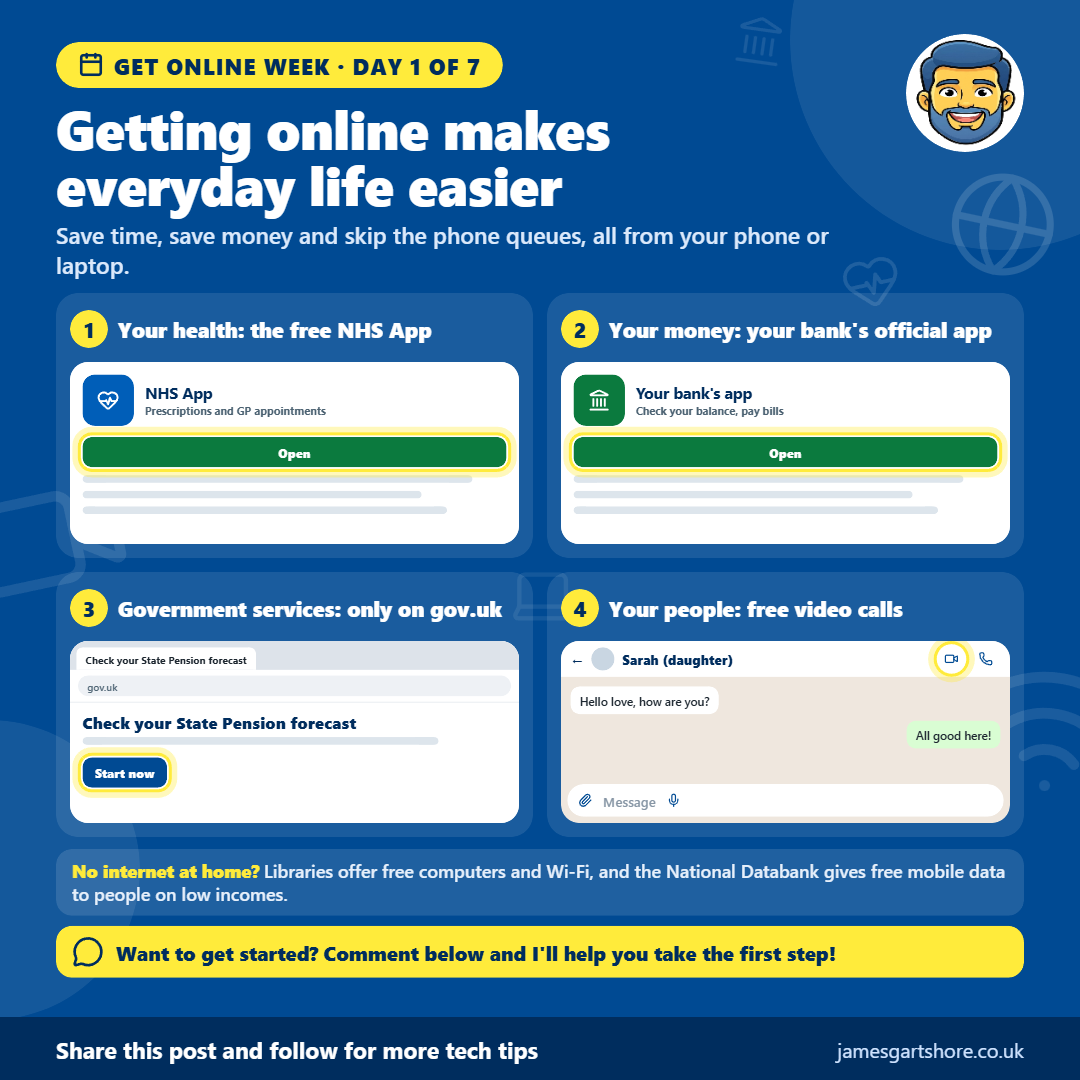 GET ONLINE WEEK · DAY 1 OF 7
Getting online makes
everyday life easier
Save time, save money and skip the phone queues, all from your phone or
laptop.
1 Your health: the free NHS App
NHS App
Prescriptions and GP appointments
Open
2 Your money: your bank's official app
Your bank's app
Check your balance, pay bills
Open
3 Government services: only on gov.uk
Check your State Pension forecast
gov.uk
Check your State Pension forecast
Start now
4 Your people: free video calls
← Sarah (daughter)
Hello love, how are you?
All good here!
Message
No internet at home? Libraries offer free computers and Wi-Fi, and the National Databank gives free mobile data
to people on low incomes.
Want to get started? Comment below and I'll help you take the first step!
Share this post and follow for more tech tips
jamesgartshore.co.uk